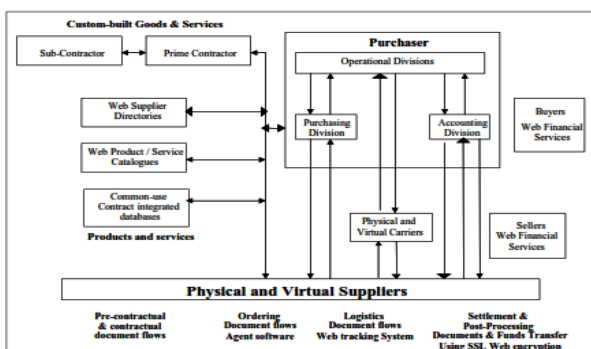 Custom-built Goods & Services
Sub-Contractor
Prime Contractor
Purchaser
Operational Divisions
Web Supplier
Directories
Purchasing
Division
Accounting
Division
Buyers
Web Financial
Services
Web Product / Service
Catalogues
Common-use
Contract integrated
databases
Products and services
Physical and
Virtual Carriers
Sellers
Web Financial
Services
Physical and Virtual Suppliers
Pre-contractual
& contractual
document flows
Ordering
Document flows
Agent software
Logistics
Document flows
Web tracking System
Settlement &
Post-Processing
Documents & Funds Transfer
Using SSL Web encryption